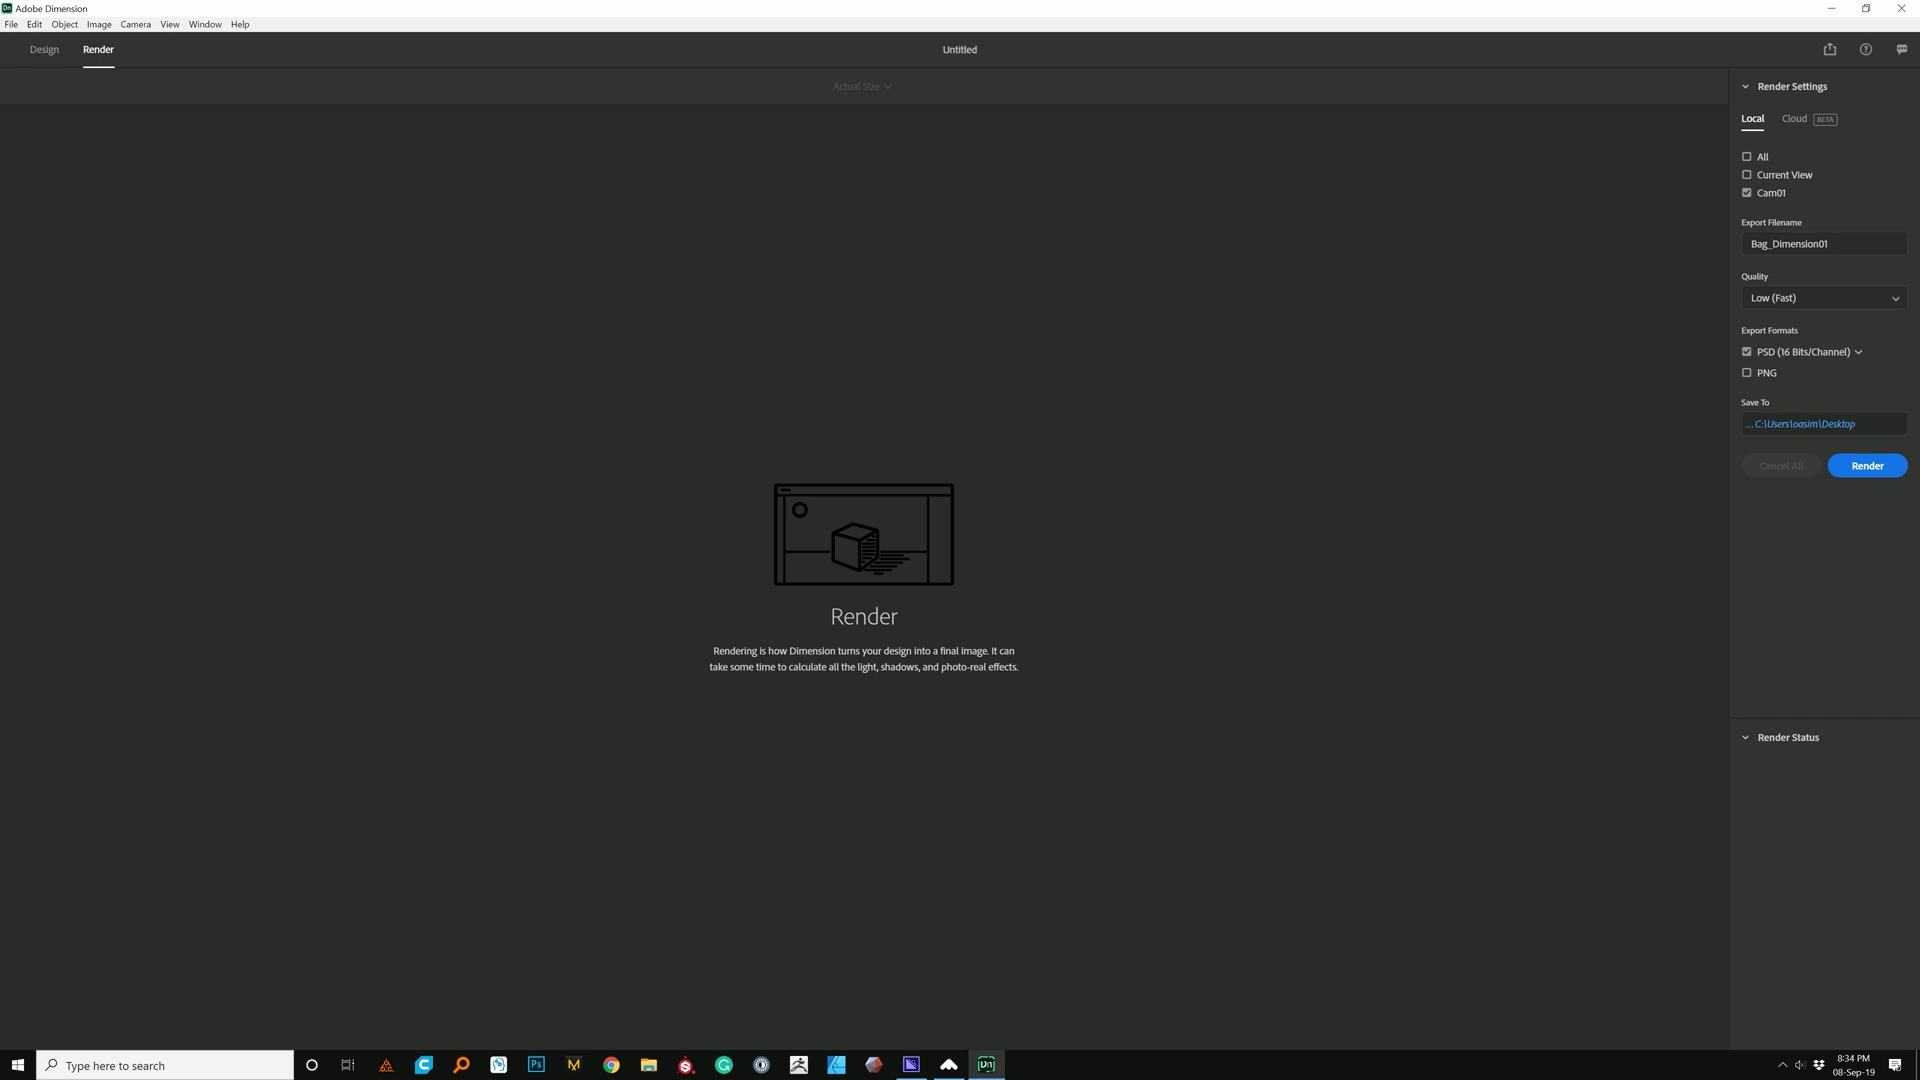 Adobe Dimension
File Edit Object Image Camera View Window Help
Design Render
Untitled
Actual Size
Render Settings
Local Cloud BETA
All
Current View
Cam01
Export Filename
Bag_Dimension01
Quality
Low (Fast)
Export Formats
PSD (16 Bits/Channel)
PNG
Save To
...C:\Users\oasim\Desktop
Cancel All Render
Render
Rendering is how Dimension turns your design into a final image. It can
take some time to calculate all the light, shadows, and photo-real effects.
Render Status
Type here to search
Ps
Dn
8:34 PM
08-Sep-19